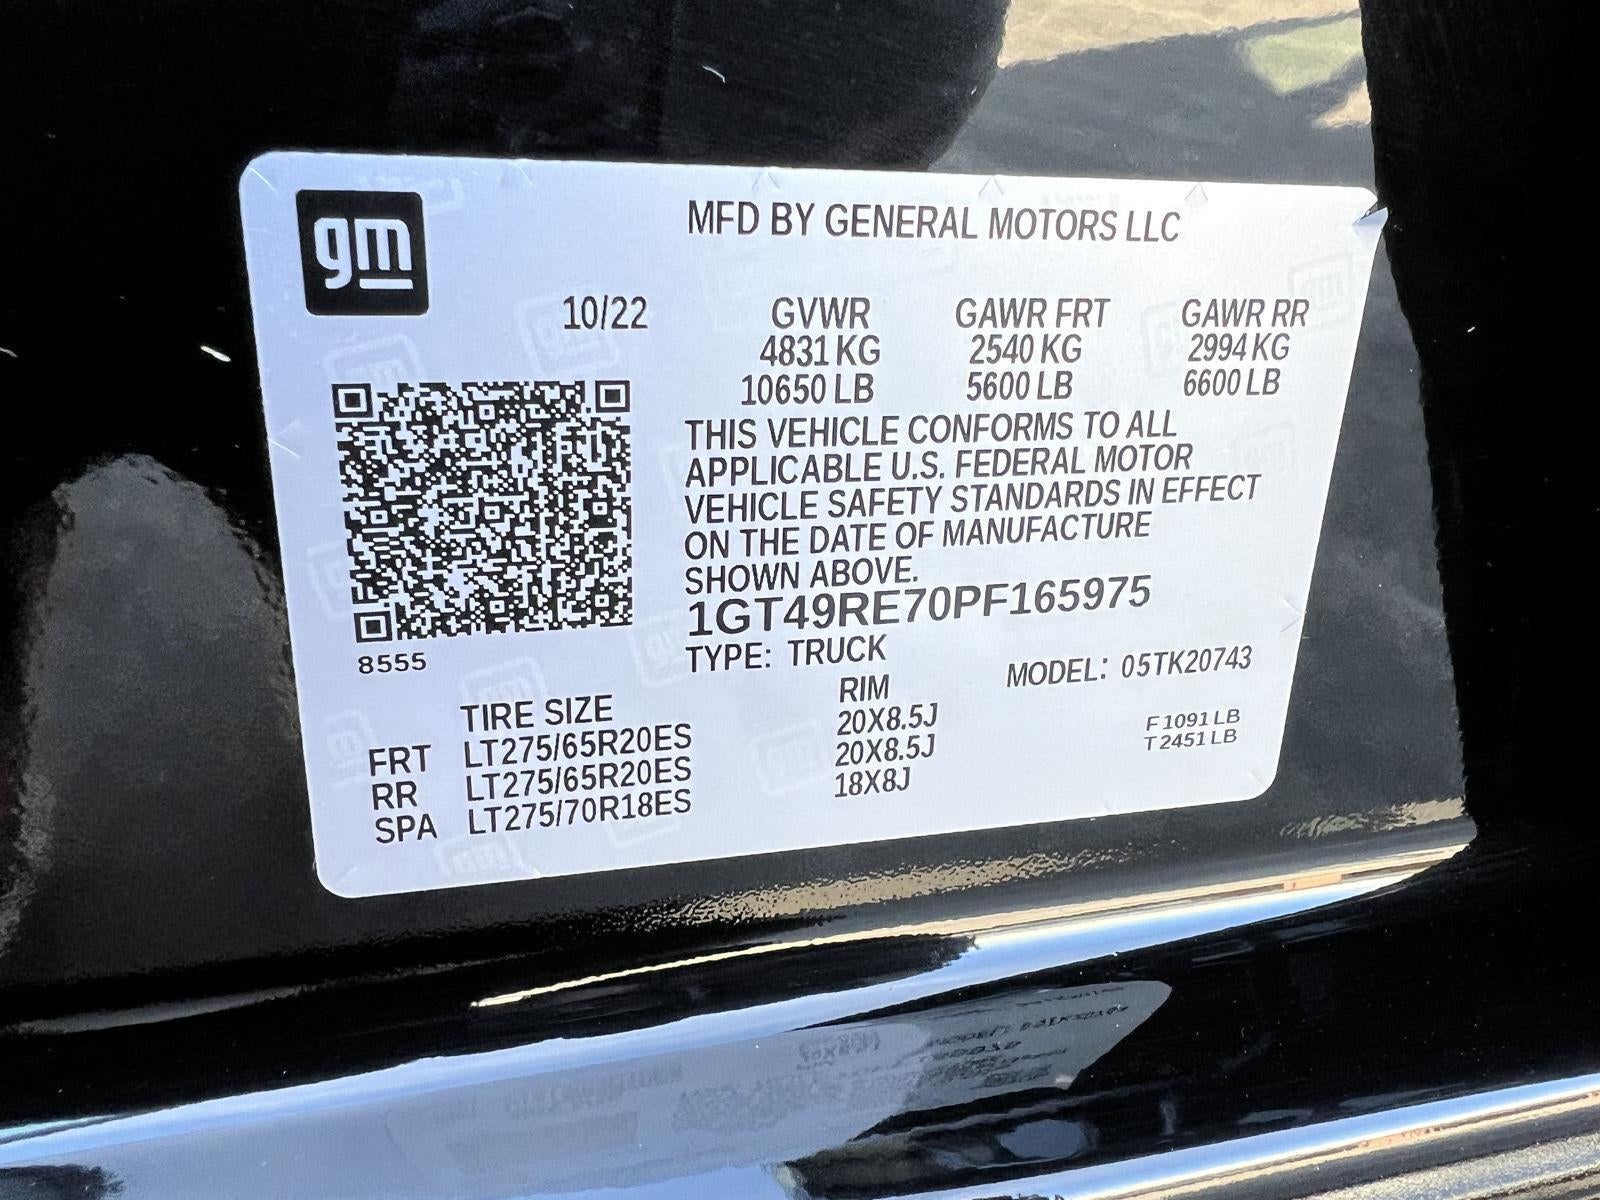 gm
MFD BY GENERAL MOTORS LLC
10/22 GVWR GAWR FRT GAWR RR
4831 KG 2540 KG 2994 KG
10650 LB 5600 LB 6600 LB
THIS VEHICLE CONFORMS TO ALL
APPLICABLE U.S. FEDERAL MOTOR
VEHICLE SAFETY STANDARDS IN EFFECT
ON THE DATE OF MANUFACTURE
SHOWN ABOVE.
1GT49RE70PF165975
8555
TYPE: TRUCK MODEL: 05TK20743
TIRE SIZE RIM
FRT LT275/65R20ES 20X8.5J F 1091 LB
RR LT275/65R20ES 20X8.5J T 2451 LB
SPA LT275/70R18ES 18X8J